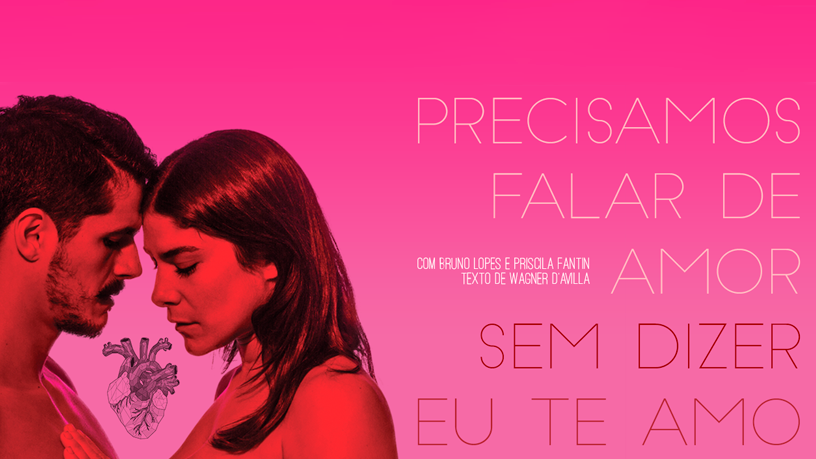 PRECISAMOS
FALAR DE
COM BRUNO LOPES E PRISCILA FANTIN
TEXTO DE WAGNER D'AVILLA
AMOR
SEM DIZER
EU TE AMO